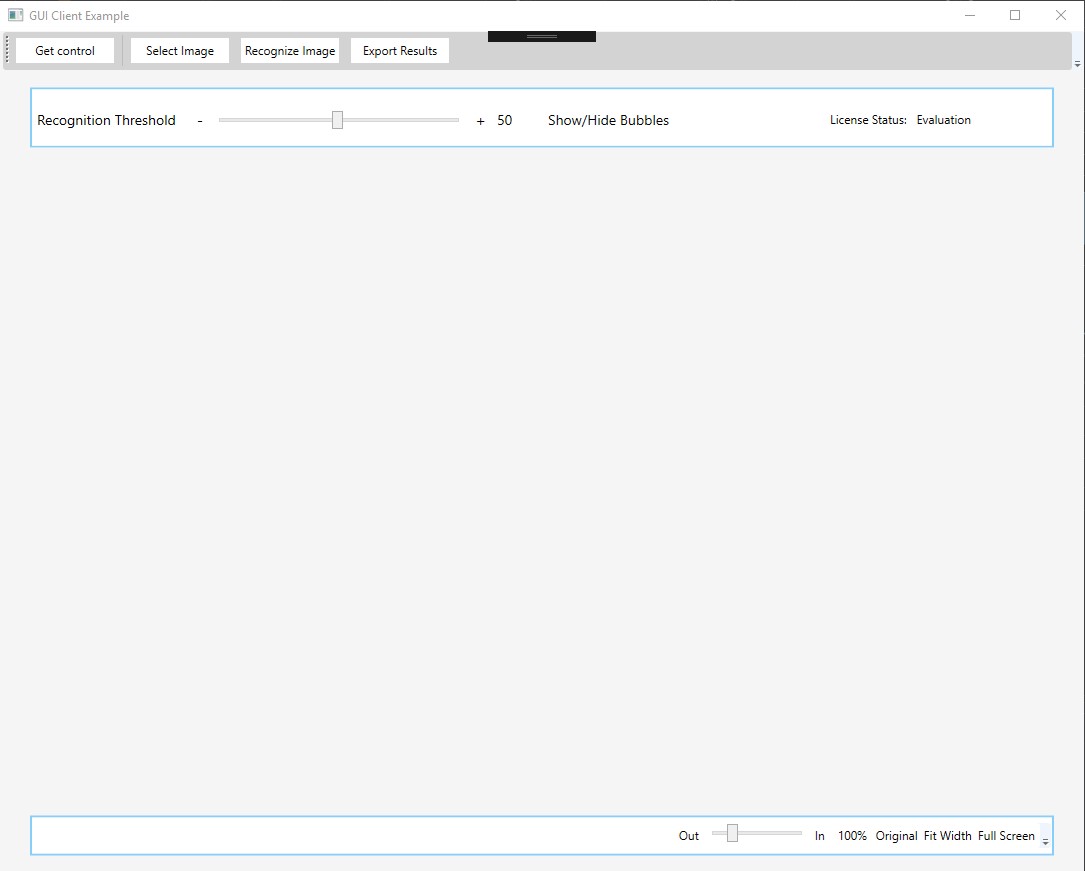 GUI Client Example
Get control Select Image Recognize Image Export Results
Recognition Threshold - + 50 Show/Hide Bubbles License Status: Evaluation
Out In 100% Original Fit Width Full Screen